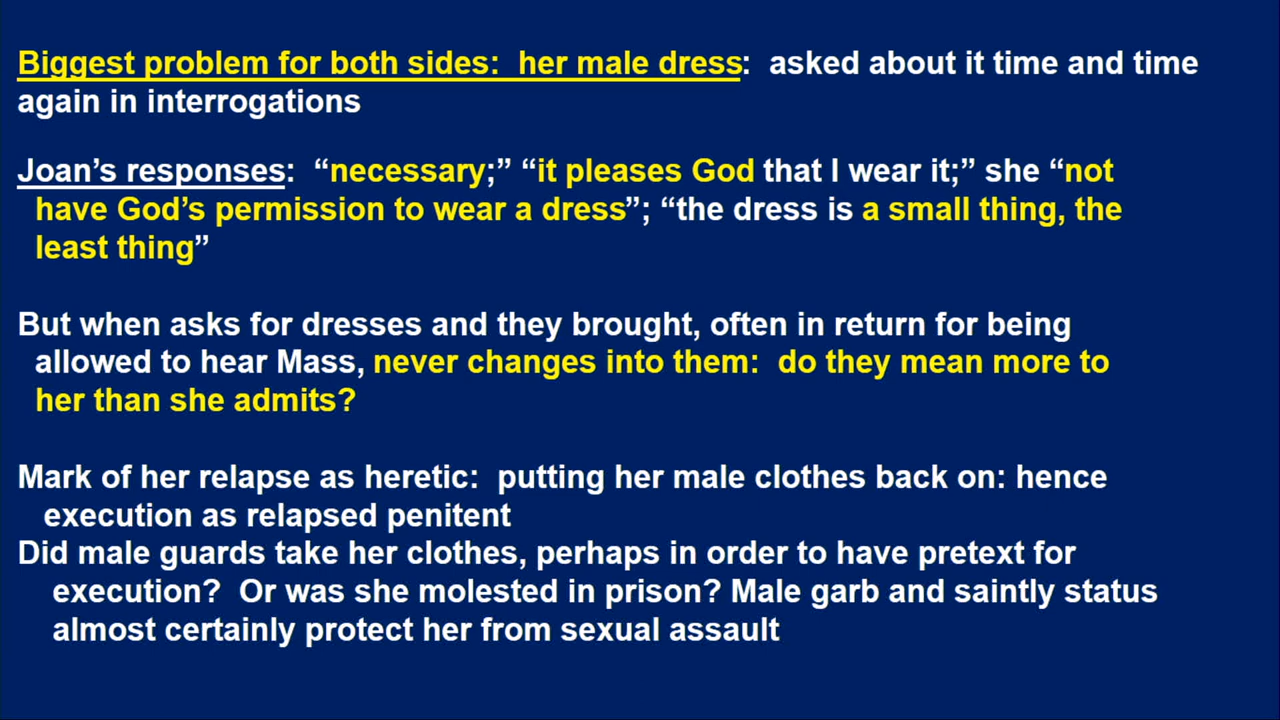 Biggest problem for both sides:  her male dress:  asked about it time and time
again in interrogations
Joan’s responses:  “necessary;” “it pleases God that I wear it;” she “not
have God’s permission to wear a dress”; “the dress is a small thing, the
least thing”
But when asks for dresses and they brought, often in return for being
allowed to hear Mass, never changes into them:  do they mean more to
her than she admits?
Mark of her relapse as heretic:  putting her male clothes back on: hence
execution as relapsed penitent
Did male guards take her clothes, perhaps in order to have pretext for
execution?  Or was she molested in prison? Male garb and saintly status
almost certainly protect her from sexual assault